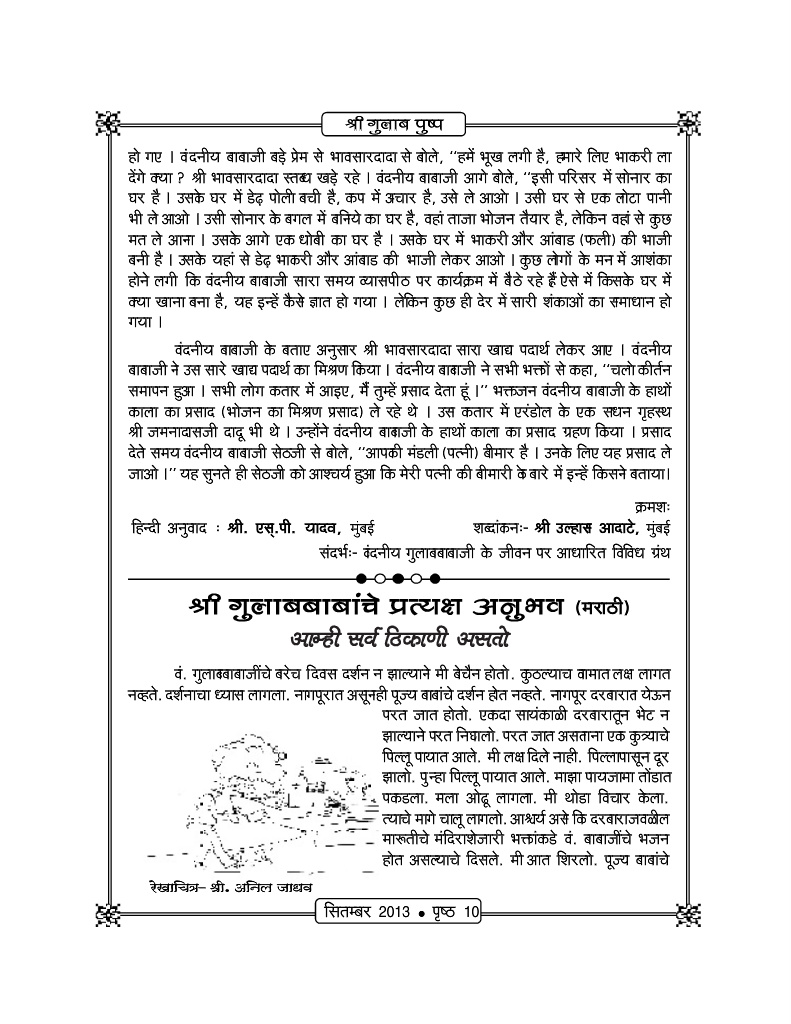 श्री गुलाब पुष्प
हो गए । वंदनीय बाबाजी बड़े प्रेम से भावसारदादा से बोले, ‘‘हमें भूख लगी है, हमारे लिए भाकरी ला
देंगे क्या ? श्री भावसारदादा स्तब्ध खड़े रहे । वंदनीय बाबाजी आगे बोले, ‘‘इसी परिसर में सोनार का
घर है । उसके घर में डेढ़ पोली बची है, कप में अचार है, उसे ले आओ । उसी घर से एक लोटा पानी
भी ले आओ । उसी सोनार के बगल में बनिये का घर है, वहां ताजा भोजन तैयार है, लेकिन वहां से कुछ
मत ले आना । उसके आगे एक धोबी का घर है । उसके घर में भाकरी और आंबाड (फली) की भाजी
बनी है । उसके यहां से डेढ़ भाकरी और आंबाड की भाजी लेकर आओ । कुछ लोगों के मन में आशंका
होने लगी कि वंदनीय बाबाजी सारा समय व्यासपीठ पर कार्यक्रम में बैठे रहे हैं ऐसे में किसके घर में
क्या खाना बना है, यह इन्हें कैसे ज्ञात हो गया । लेकिन कुछ ही देर में सारी शंकाओं का समाधान हो
गया ।
वंदनीय बाबाजी के बताए अनुसार श्री भावसारदादा सारा खाद्य पदार्थ लेकर आए । वंदनीय
बाबाजी ने उस सारे खाद्य पदार्थ का मिश्रण किया । वंदनीय बाबाजी ने सभी भक्तों से कहा, ‘‘चलो कीर्तन
समापन हुआ । सभी लोग कतार में आइए, मैं तुम्हें प्रसाद देता हूं ।’’ भक्तजन वंदनीय बाबाजी के हाथों
काला का प्रसाद (भोजन का मिश्रण प्रसाद) ले रहे थे । उस कतार में एरंडोल के एक सधन गृहस्थ
श्री जमनादासजी दादू भी थे । उन्होंने वंदनीय बाबाजी के हाथों काला का प्रसाद ग्रहण किया । प्रसाद
देते समय वंदनीय बाबाजी सेठजी से बोले, ‘‘आपकी मंडली (पत्नी) बीमार है । उनके लिए यह प्रसाद ले
जाओ ।’’ यह सुनते ही सेठजी को आश्चर्य हुआ कि मेरी पत्नी की बीमारी के बारे में इन्हें किसने बताया।
क्रमशः
हिन्दी अनुवाद : श्री. एस्.पी. यादव, मुंबई शब्दांकनः- श्री उल्हास आदाटे, मुंबई
संदर्भः- वंदनीय गुलाबबाबाजी के जीवन पर आधारित विविध ग्रंथ
श्री गुलाबबाबांचे प्रत्यक्ष अनुभव (मराठी)
आम्ही सर्व ठिकाणी असतो
वं. गुलाबबाबाजींचे बरेच दिवस दर्शन न झाल्याने मी बेचैन होतो. कुठल्याच कामात लक्ष लागत
नव्हते. दर्शनाचा ध्यास लागला. नागपूरात असूनही पूज्य बाबांचे दर्शन होत नव्हते. नागपूर दरबारात येऊन
परत जात होतो. एकदा सायंकाळी दरबारातून भेट न
झाल्याने परत निघालो. परत जात असताना एक कुत्र्याचे
पिल्लू पायात आले. मी लक्ष दिले नाही. पिल्लापासून दूर
झालो. पुन्हा पिल्लू पायात आले. माझा पायजामा तोंडात
पकडला. मला ओढू लागला. मी थोडा विचार केला.
त्याचे मागे चालू लागलो. आश्चर्य असे कि दरबाराजवळील
मारूतीचे मंदिराशेजारी भक्तांकडे वं. बाबाजींचे भजन
होत असल्याचे दिसले. मी आत शिरलो. पूज्य बाबांचे
रेखाचित्र– श्री. अनिल जाधव
सितम्बर 2013 ● पृष्ठ 10